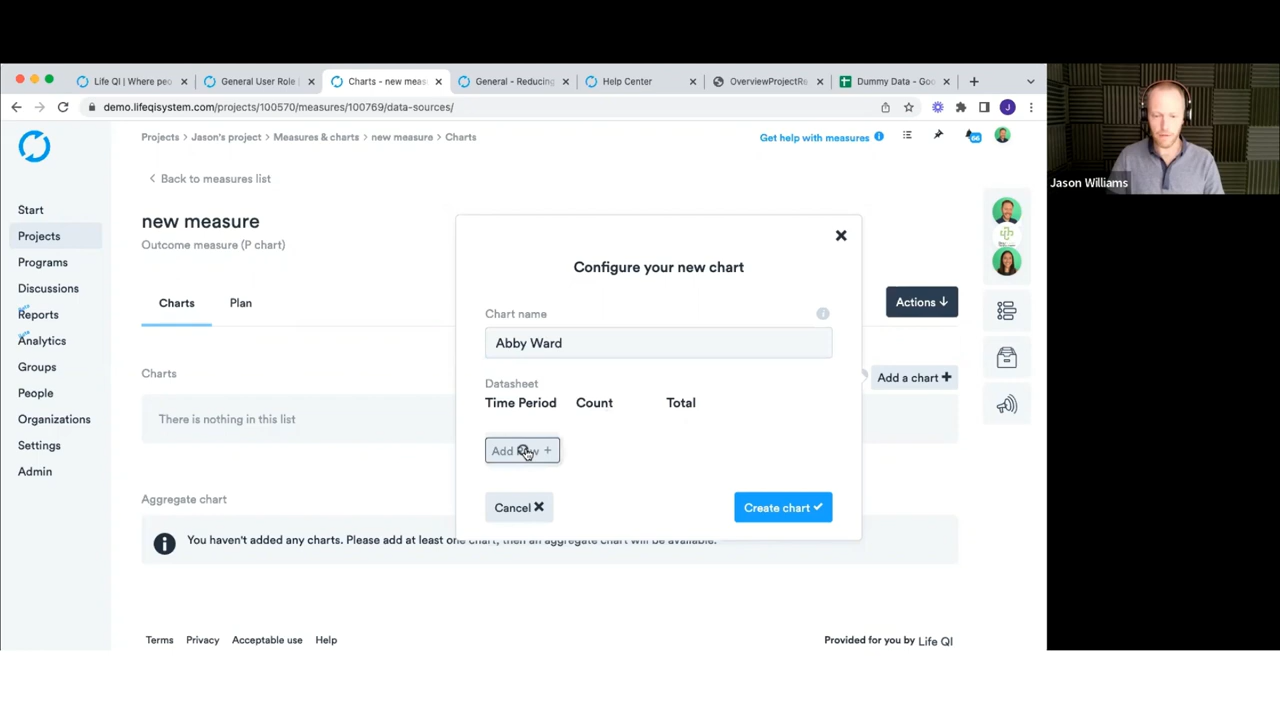 Life QI | Where peo
General User Role |
Charts - new meas
General - Reducing
Help Center
OverviewProjectRe
Dummy Data - Goo
demo.lifeqisystem.com/projects/100570/measures/100769/data-sources/
J
Projects > Jason's project > Measures & charts > new measure > Charts
Get help with measures
Back to measures list
new measure
Outcome measure (P chart)
Start
Projects
Programs
Discussions
Reports
Analytics
Groups
People
Organizations
Settings
Admin
Charts
Plan
Actions
Charts
Add a chart +
There is nothing in this list
Aggregate chart
You haven't added any charts. Please add at least one chart, then an aggregate chart will be available.
Configure your new chart
Chart name
Abby Ward
Datasheet
Time Period Count Total
Add +
Cancel
Create chart
Terms Privacy Acceptable use Help
Provided for you by Life QI
Jason Williams